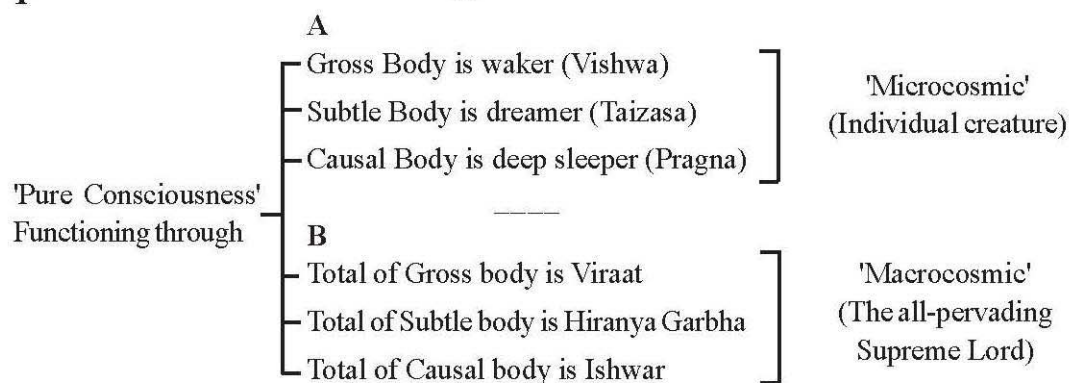 A
Gross Body is waker (Vishwa)
Subtle Body is dreamer (Taizasa)
Causal Body is deep sleeper (Pragna)
'Microcosmic'
(Individual creature)
'Pure Consciousness'
Functioning through
B
Total of Gross body is Viraat
Total of Subtle body is Hiranya Garbha
Total of Causal body is Ishwar
'Macrocosmic'
(The all-pervading
Supreme Lord)